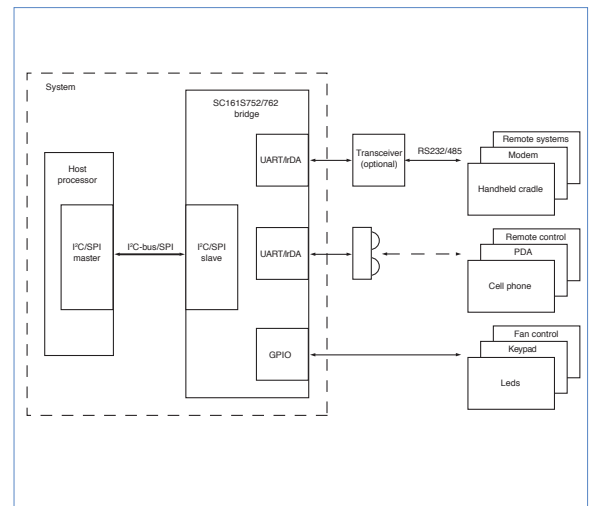 System
SC161S752/762
bridge
Host
processor
I²C/SPI
master
I²C-bus/SPI
I²C/SPI
slave
UART/IrDA
Transceiver
(optional)
RS232/485
Remote systems
Modem
Handheld cradle
UART/IrDA
Remote control
PDA
Cell phone
GPIO
Fan control
Keypad
Leds